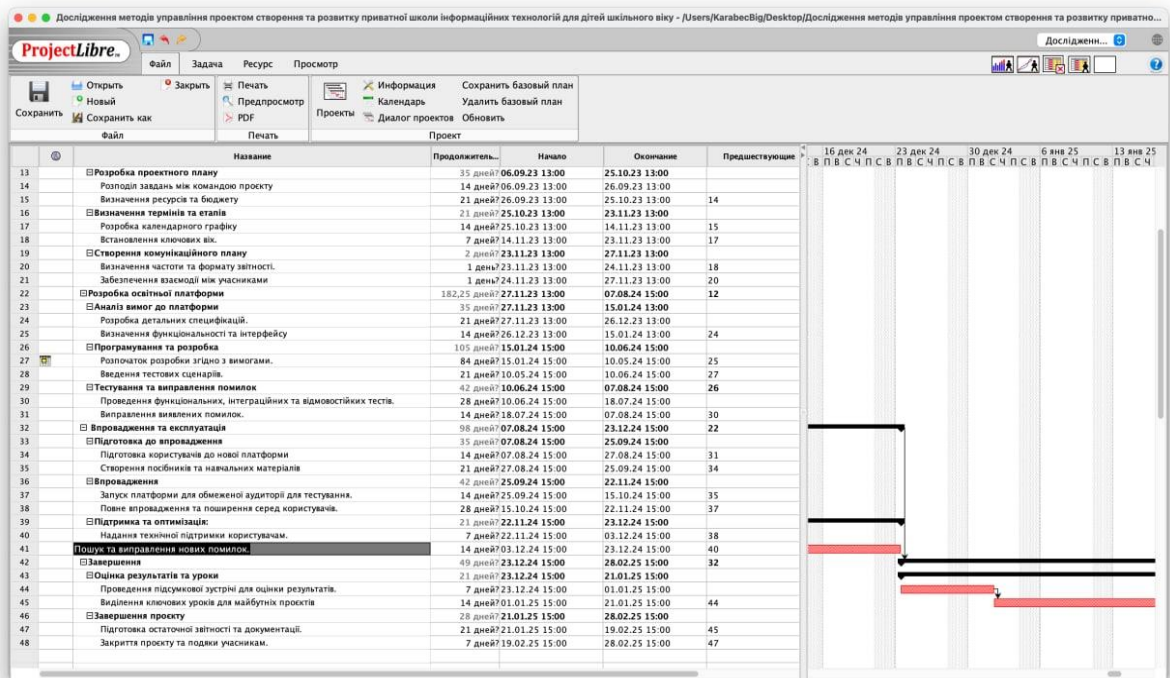 Дослідження методів управління проектом створення та розвитку приватної школи інформаційних технологій для дітей шкільного віку - /Users/KarabecBig/Desktop/Дослідження методів управління проектом створення та розвитку приватно...
ProjectLibre
Дослідженн...
Файл Задача Ресурс Просмотр
Сохранить
Открыть
Новый
Сохранить как
Закрыть
Файл
Печать
Предпросмотр
PDF
Печать
Проекты
Информация
Календарь
Диалог проектов
Сохранить базовый план
Удалить базовый план
Обновить
Проект
Название Продолжитель... Начало Окончание Предшествующие
16 дек 24 23 дек 24 30 дек 24 6 янв 25 13 янв 25
С В П В С Ч П С В П В С Ч П С В П В С Ч П С В П В С Ч П С В П В С Ч
13 Розробка проектного плану 35 дней? 06.09.23 13:00 25.10.23 13:00
14 Розподіл завдань між командою проєкту 14 дней? 06.09.23 13:00 26.09.23 13:00
15 Визначення ресурсів та бюджету 21 дней? 26.09.23 13:00 25.10.23 13:00 14
16 Визначення термінів та етапів 21 дней? 25.10.23 13:00 23.11.23 13:00
17 Розробка календарного графіку 14 дней? 25.10.23 13:00 14.11.23 13:00 15
18 Встановлення ключових віх. 7 дней? 14.11.23 13:00 23.11.23 13:00 17
19 Створення комунікаційного плану 2 дней? 23.11.23 13:00 27.11.23 13:00
20 Визначення частоти та формату звітності. 1 день? 23.11.23 13:00 24.11.23 13:00 18
21 Забезпечення взаємодії між учасниками 1 день? 24.11.23 13:00 27.11.23 13:00 20
22 Розробка освітньої платформи 182,25 дней? 27.11.23 13:00 07.08.24 15:00 12
23 Аналіз вимог до платформи 35 дней? 27.11.23 13:00 15.01.24 13:00
24 Розробка детальних специфікацій. 21 дней? 27.11.23 13:00 26.12.23 13:00
25 Визначення функціональності та інтерфейсу 14 дней? 26.12.23 13:00 15.01.24 13:00 24
26 Програмування та розробка 105 дней? 15.01.24 15:00 10.06.24 15:00
27 Розпочаток розробки згідно з вимогами. 84 дней? 15.01.24 15:00 10.05.24 15:00 25
28 Введення тестових сценаріїв. 21 дней? 10.05.24 15:00 10.06.24 15:00 27
29 Тестування та виправлення помилок 42 дней? 10.06.24 15:00 07.08.24 15:00 26
30 Проведення функціональних, інтеграційних та відмовостійких тестів. 28 дней? 10.06.24 15:00 18.07.24 15:00
31 Виправлення виявлених помилок. 14 дней? 18.07.24 15:00 07.08.24 15:00 30
32 Впровадження та експлуатація 98 дней? 07.08.24 15:00 23.12.24 15:00 22
33 Підготовка до впровадження 35 дней? 07.08.24 15:00 25.09.24 15:00
34 Підготовка користувачів до нової платформи 14 дней? 07.08.24 15:00 27.08.24 15:00 31
35 Створення посібників та навчальних матеріалів 21 дней? 27.08.24 15:00 25.09.24 15:00 34
36 Впровадження 42 дней? 25.09.24 15:00 22.11.24 15:00
37 Запуск платформи для обмеженої аудиторії для тестування. 14 дней? 25.09.24 15:00 15.10.24 15:00 35
38 Повне впровадження та поширення серед користувачів. 28 дней? 15.10.24 15:00 22.11.24 15:00 37
39 Підтримка та оптимізація: 21 дней? 22.11.24 15:00 23.12.24 15:00
40 Надання технічної підтримки користувачам. 7 дней? 22.11.24 15:00 03.12.24 15:00 38
41 Пошук та виправлення нових помилок. 14 дней? 03.12.24 15:00 23.12.24 15:00 40
42 Завершення 49 дней? 23.12.24 15:00 28.02.25 15:00 32
43 Оцінка результатів та уроки 21 дней? 23.12.24 15:00 21.01.25 15:00
44 Проведення підсумкової зустрічі для оцінки результатів. 7 дней? 23.12.24 15:00 01.01.25 15:00
45 Виділення ключових уроків для майбутніх проєктів 14 дней? 01.01.25 15:00 21.01.25 15:00 44
46 Завершення проєкту 28 дней? 21.01.25 15:00 28.02.25 15:00
47 Підготовка остаточної звітності та документації. 21 дней? 21.01.25 15:00 19.02.25 15:00 45
48 Закриття проєкту та подяки учасникам. 7 дней? 19.02.25 15:00 28.02.25 15:00 47